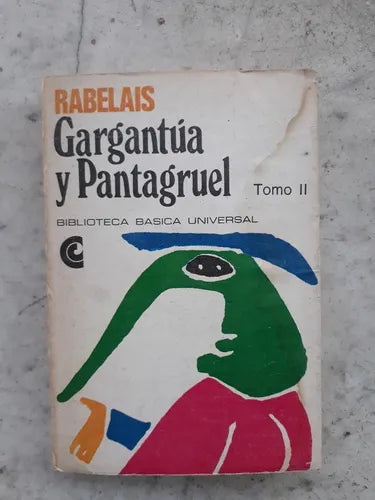 RABELAIS
Gargantúa
y Pantagruel Tomo II
BIBLIOTECA BASICA UNIVERSAL